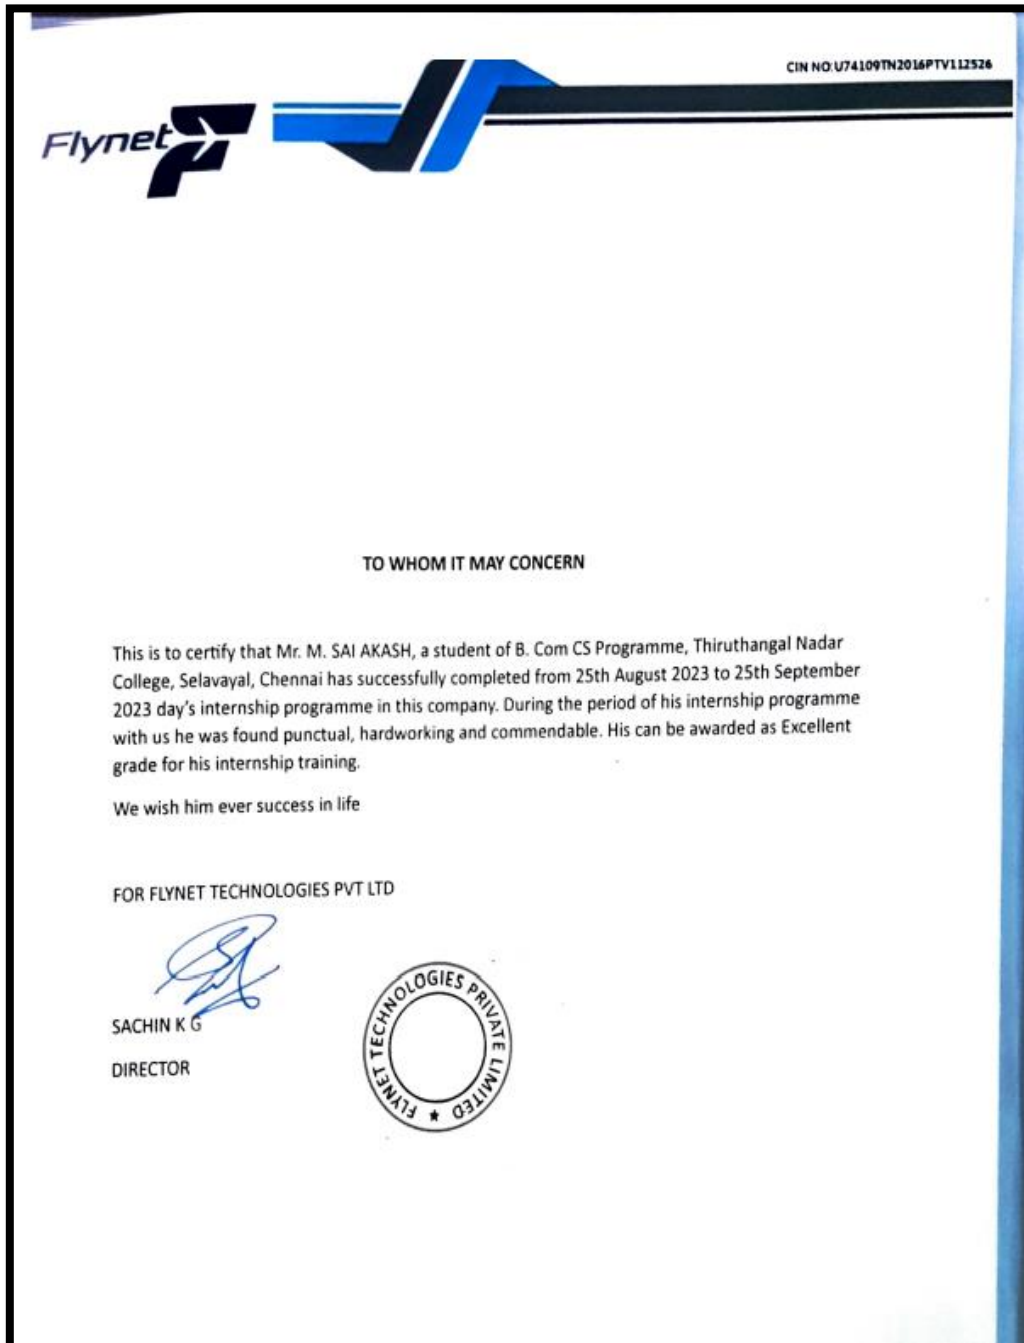 CIN NO:U74109TN2016PTV112526
Flynet
TO WHOM IT MAY CONCERN
This is to certify that Mr. M. SAI AKASH, a student of B. Com CS Programme, Thiruthangal Nadar
College, Selavayal, Chennai has successfully completed from 25th August 2023 to 25th September
2023 day's internship programme in this company. During the period of his internship programme
with us he was found punctual, hardworking and commendable. His can be awarded as Excellent
grade for his internship training.
We wish him ever success in life
FOR FLYNET TECHNOLOGIES PVT LTD
SACHIN K G
DIRECTOR
FLYNET TECHNOLOGIES PRIVATE LIMITED ★